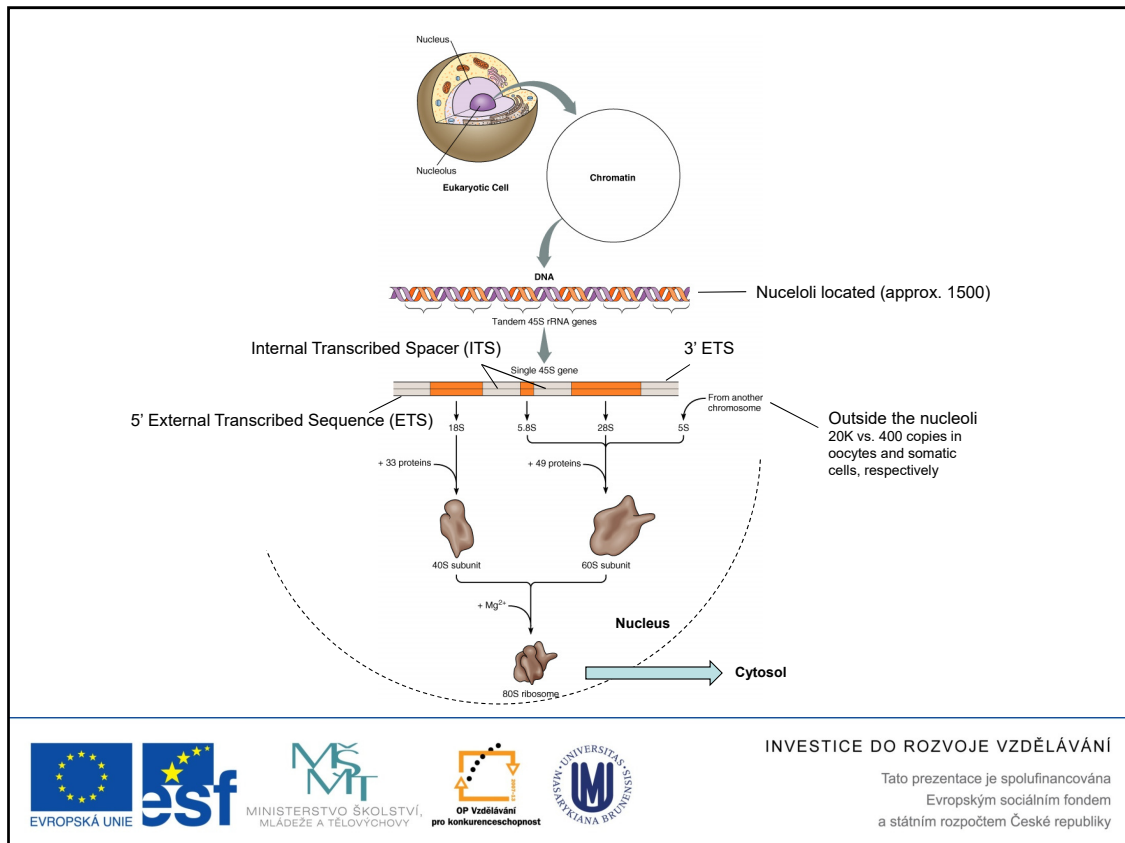 Nucleus
Nucleolus
Eukaryotic Cell
Chromatin
DNA
Nuceloli located (approx. 1500)
Tandem 45S rRNA genes
Internal Transcribed Spacer (ITS)
3’ ETS
Single 45S gene
5’ External Transcribed Sequence (ETS)
From another
chromosome
18S
5.8S
28S
5S
Outside the nucleoli
20K vs. 400 copies in
oocytes and somatic
cells, respectively
+ 33 proteins
+ 49 proteins
40S subunit
60S subunit
+ Mg²⁺
Nucleus
Cytosol
80S ribosome
EVROPSKÁ UNIE
esf
MŠMT
MINISTERSTVO ŠKOLSTVÍ,
MLÁDEŽE A TĚLOVÝCHOVY
2007-13
OP Vzdělávání
pro konkurenceschopnost
UNIVERSITAS MASARYKIANA BRUNENSIS
INVESTICE DO ROZVOJE VZDĚLÁVÁNÍ
Tato prezentace je spolufinancována
Evropským sociálním fondem
a státním rozpočtem České republiky